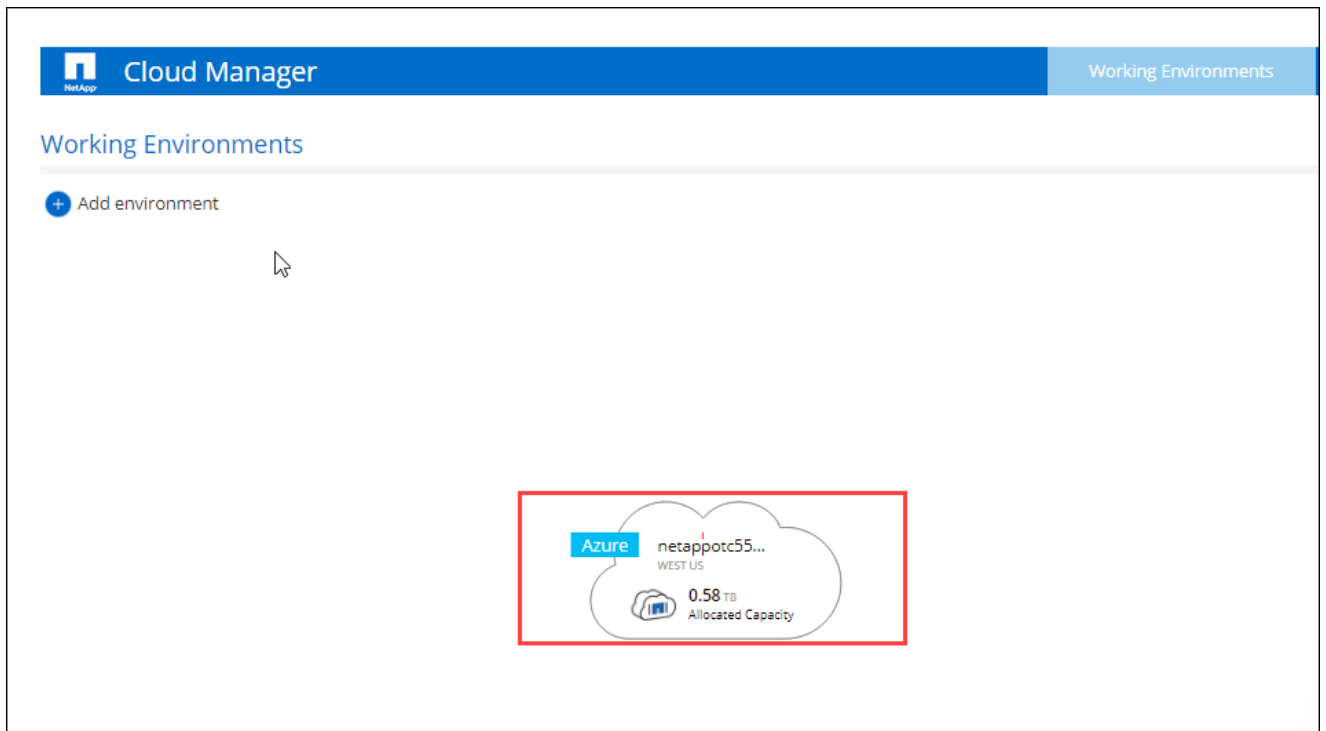 NetApp
Cloud Manager
Working Environments
Working Environments
Add environment
Azure
netappotc55...
WEST US
0.58 TB
Allocated Capacity